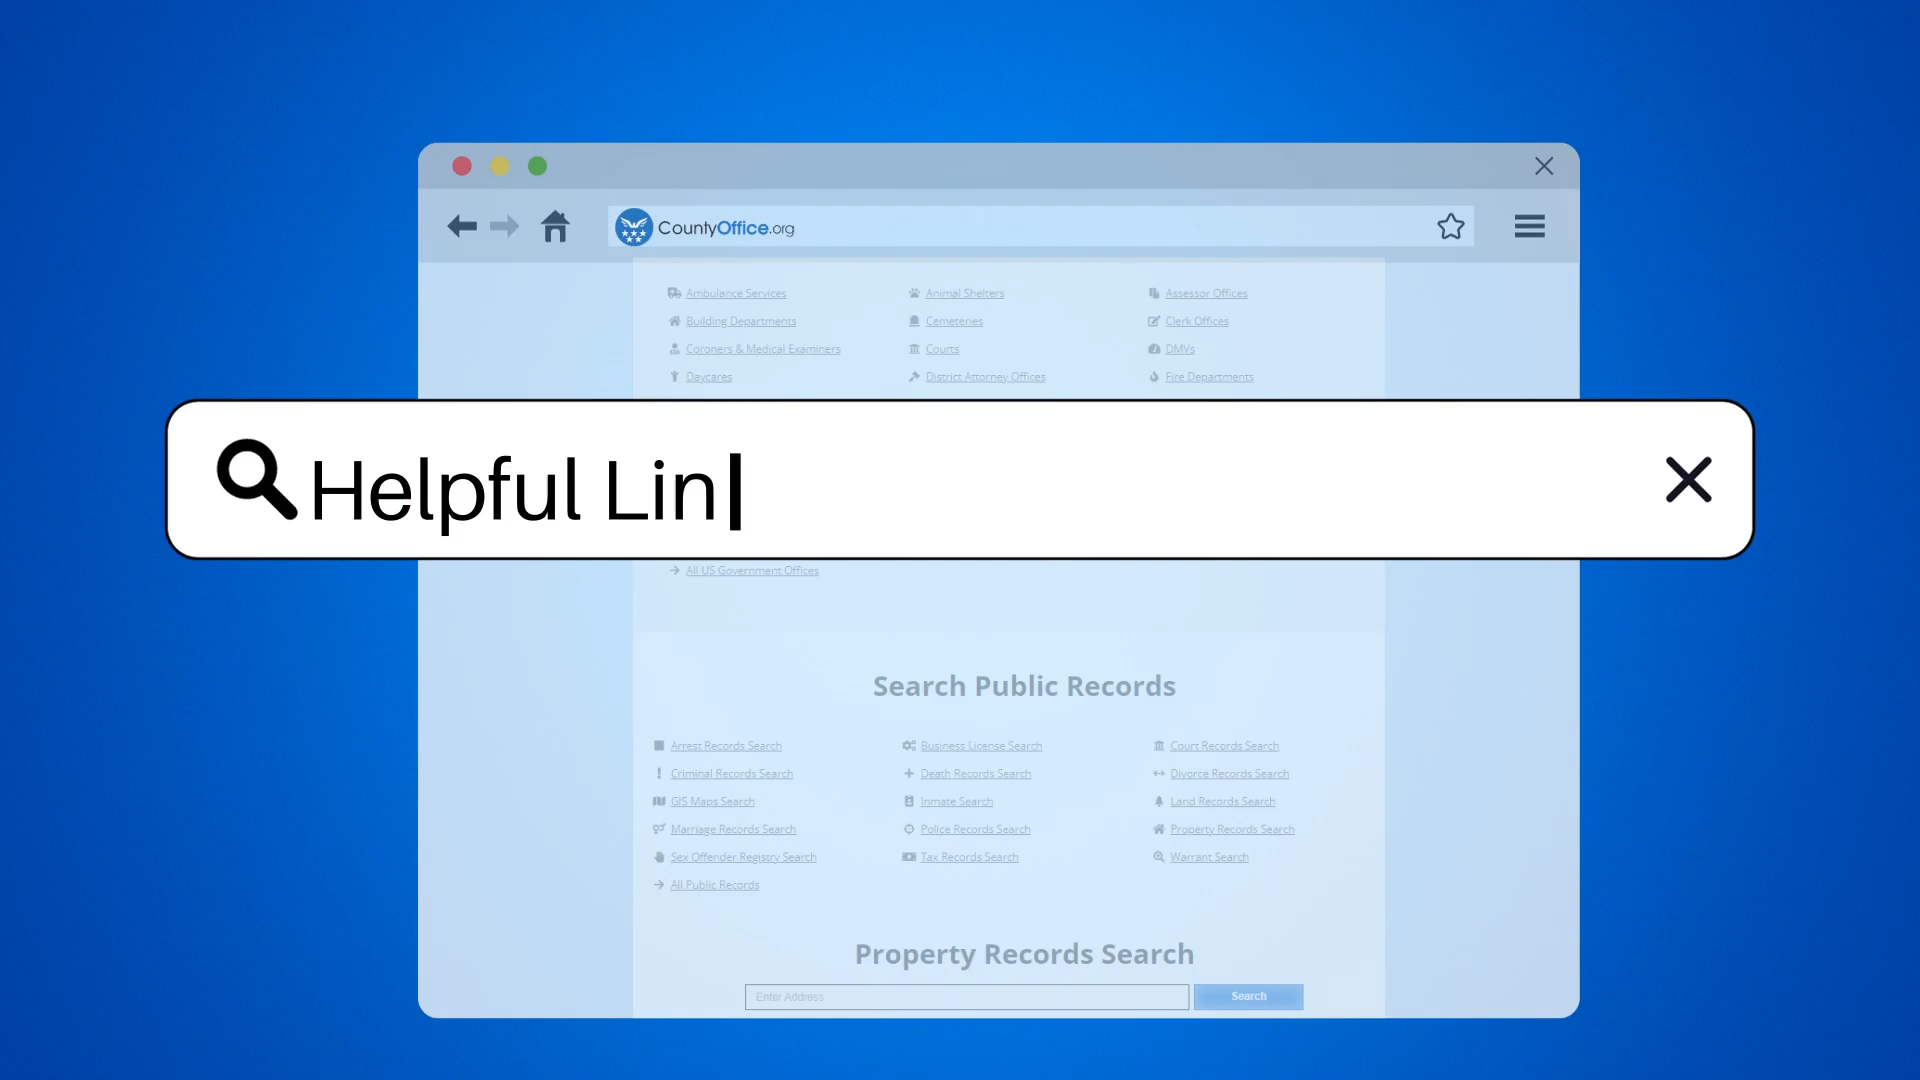 CountyOffice.org
Ambulance Services Animal Shelters Assessor Offices
Building Departments Cemeteries Clerk Offices
Coroners & Medical Examiners Courts DMVs
Daycares District Attorney Offices Fire Departments
Helpful Lin
All US Government Offices
Search Public Records
Arrest Records Search Business License Search Court Records Search
Criminal Records Search Death Records Search Divorce Records Search
GIS Maps Search Inmate Search Land Records Search
Marriage Records Search Police Records Search Property Records Search
Sex Offender Registry Search Tax Records Search Warrant Search
All Public Records
Property Records Search
Enter Address Search